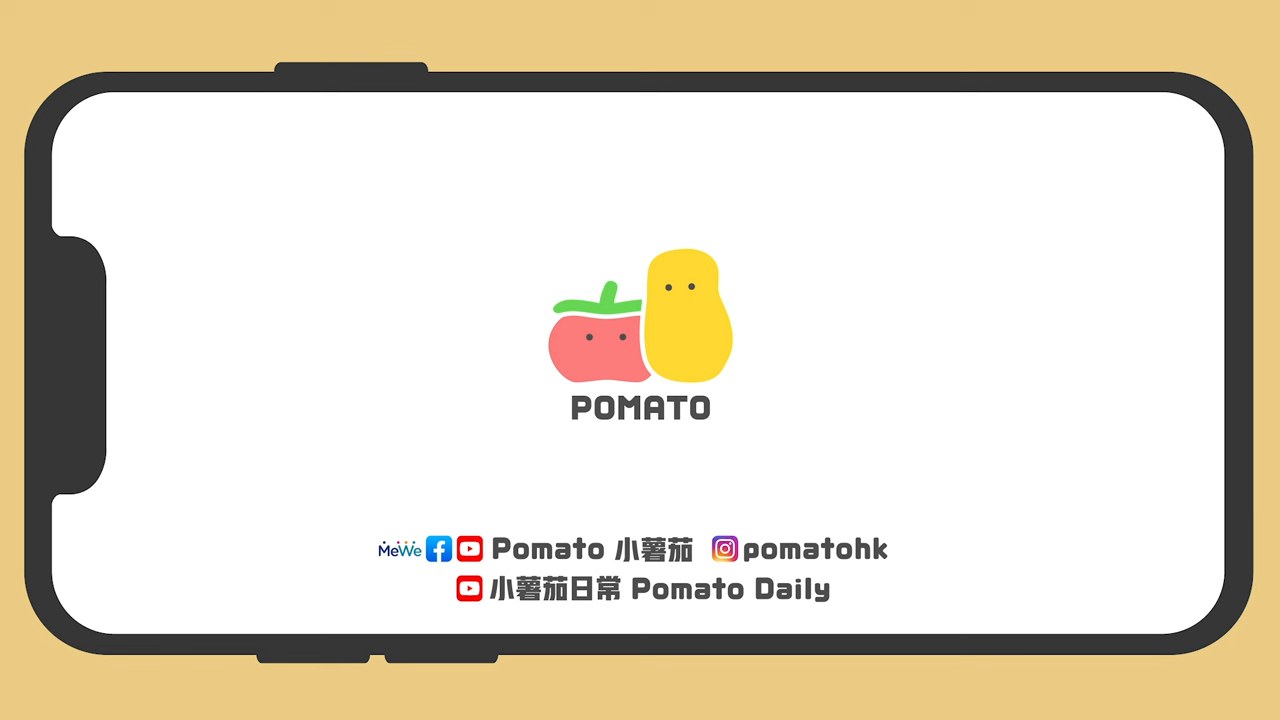 POMATO
MeWe Pomato 小薯茄 pomatohk
小薯茄日常 Pomato Daily